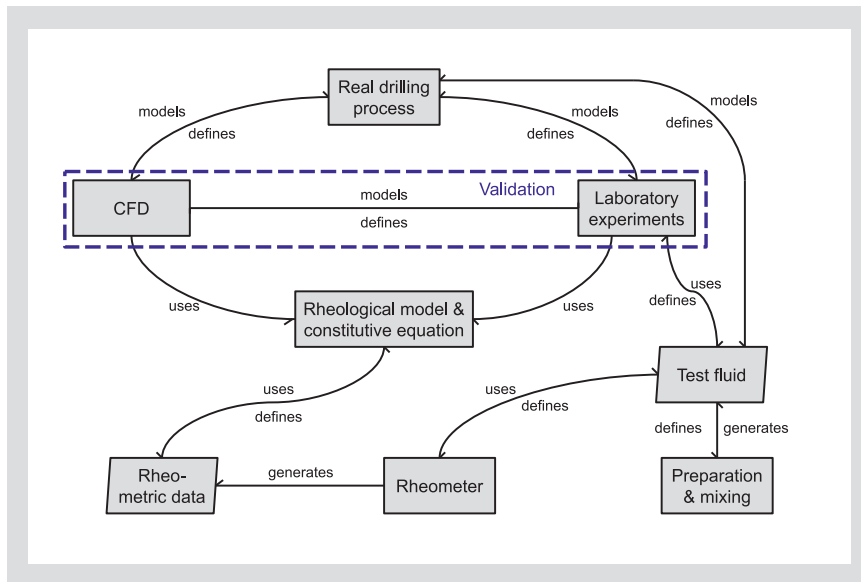 Real drilling
process
models
defines
models
defines
models
defines
Validation
CFD
models
defines
Laboratory
experiments
uses
uses
uses
defines
Rheological model &
constitutive equation
Test fluid
uses
defines
uses
defines
defines
generates
Rheo-
metric data
generates
Rheometer
Preparation
& mixing